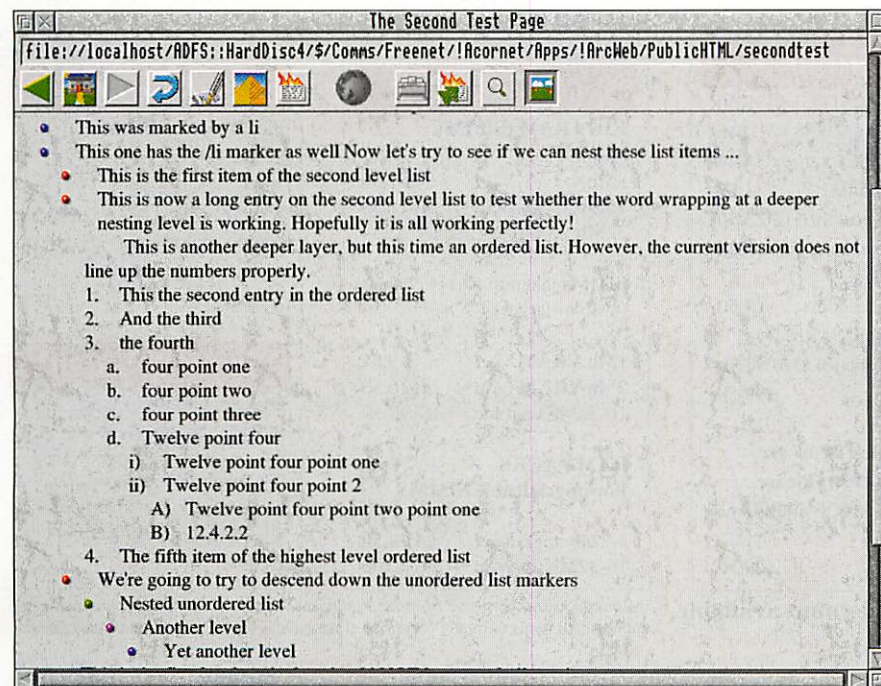 The Second Test Page
file://localhost/ADFS::HardDisc4/$/Comms/Freenet/!Acornet/Apps/!ArcWeb/PublicHTML/secondtest
This was marked by a li
This one has the /li marker as well Now let's try to see if we can nest these list items ...
This is the first item of the second level list
This is now a long entry on the second level list to test whether the word wrapping at a deeper
nesting level is working. Hopefully it is all working perfectly!
This is another deeper layer, but this time an ordered list. However, the current version does not
line up the numbers properly.
1. This the second entry in the ordered list
2. And the third
3. the fourth
a. four point one
b. four point two
c. four point three
d. Twelve point four
i) Twelve point four point one
ii) Twelve point four point 2
A) Twelve point four point two point one
B) 12.4.2.2
4. The fifth item of the highest level ordered list
We're going to try to descend down the unordered list markers
Nested unordered list
Another level
Yet another level